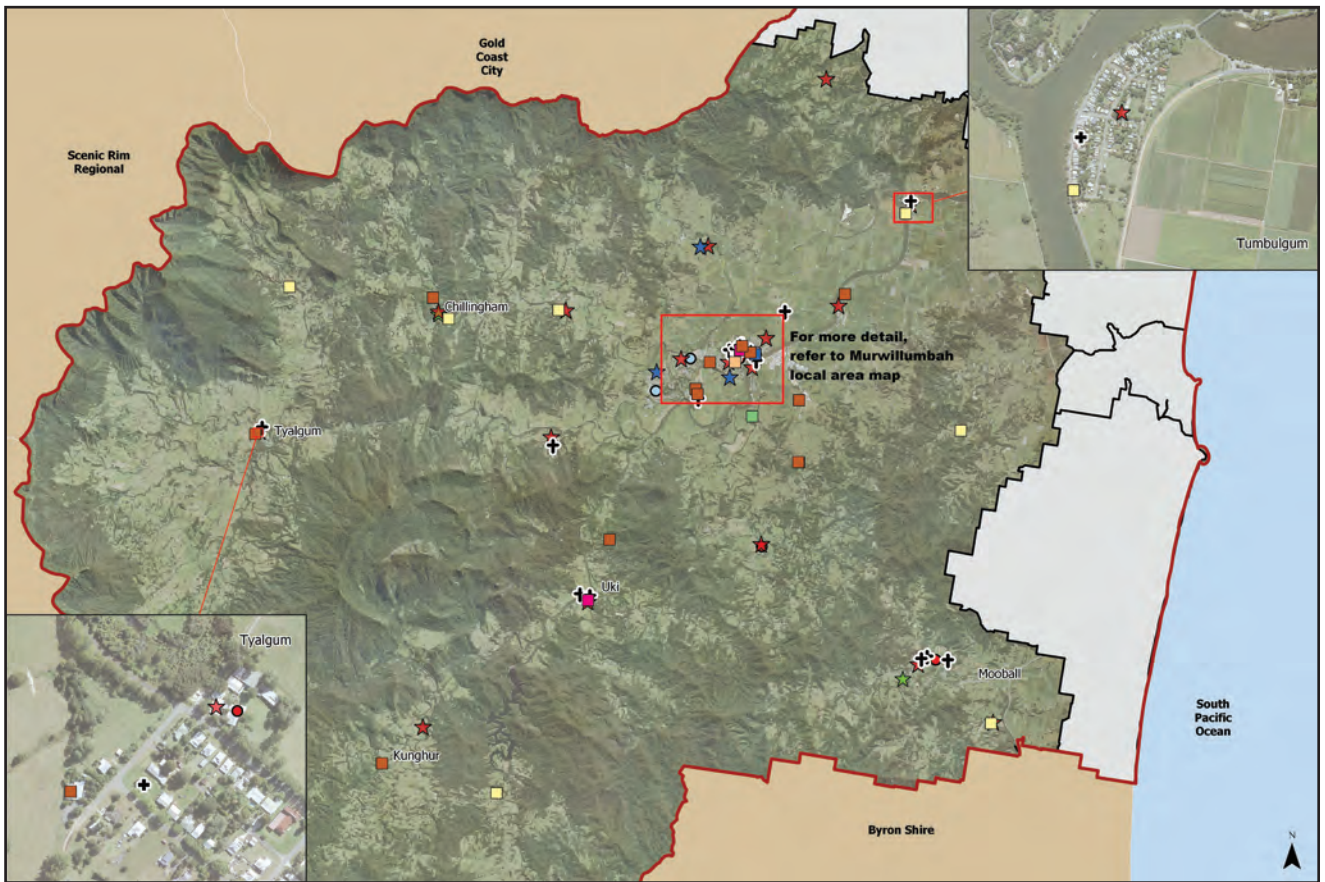 Gold
Coast
City
Scenic Rim
Regional
Tumbulgum
Chillingham
For more detail,
refer to Murwillumbah
local area map
Tyalgum
Uki
Tyalgum
Mooball
South
Pacific
Ocean
Kunghur
Byron Shire
N